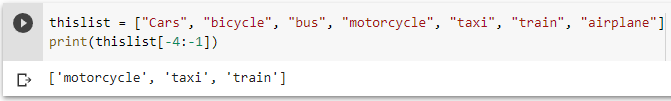 thislist = ["Cars", "bicycle", "bus", "motorcycle", "taxi", "train", "airplane"]
print(thislist[-4:-1])
['motorcycle', 'taxi', 'train']